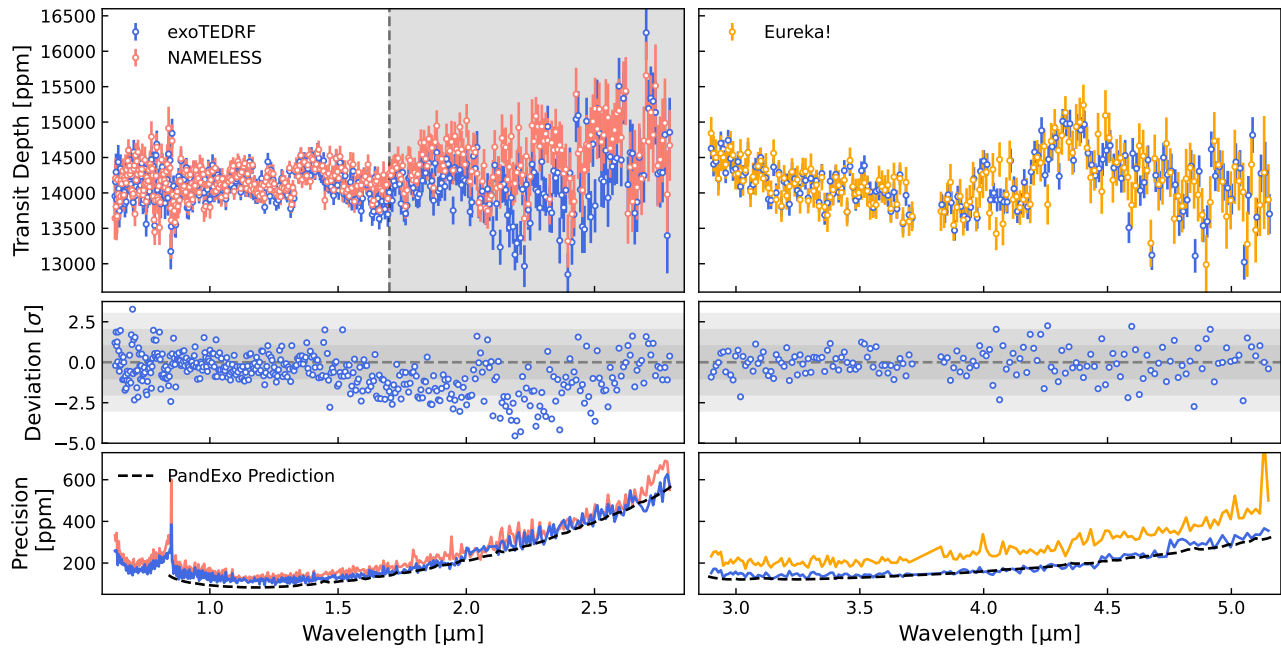 exoTEDRF
NAMELESS
Eureka!
Transit Depth [ppm]
16500
16000
15500
15000
14500
14000
13500
13000
Deviation [σ]
2.5
0.0
−2.5
−5.0
PandExo Prediction
Precision
[ppm]
600
400
200
1.0
1.5
2.0
2.5
3.0
3.5
4.0
4.5
5.0
Wavelength [μm]
Wavelength [μm]